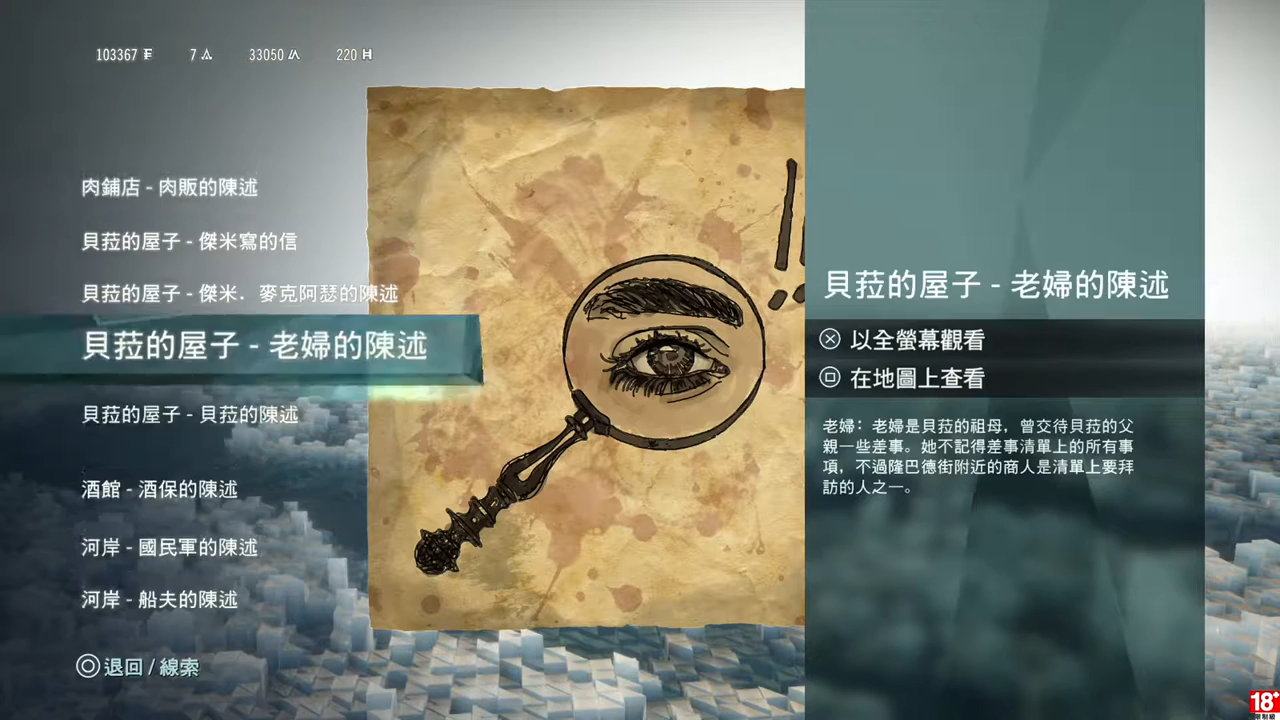 103367 7 33050 220
肉鋪店 - 肉販的陳述
貝菈的屋子 - 傑米寫的信
貝菈的屋子 - 傑米．麥克阿瑟的陳述
貝菈的屋子 - 老婦的陳述
貝菈的屋子 - 貝菈的陳述
酒館 - 酒保的陳述
河岸 - 國民軍的陳述
河岸 - 船夫的陳述
退回 / 線索
貝菈的屋子 - 老婦的陳述
以全螢幕觀看
在地圖上查看
老婦：老婦是貝菈的祖母，曾交待貝菈的父
親一些差事。她不記得差事清單上的所有事
項，不過隆巴德街附近的商人是清單上要拜
訪的人之一。
18+